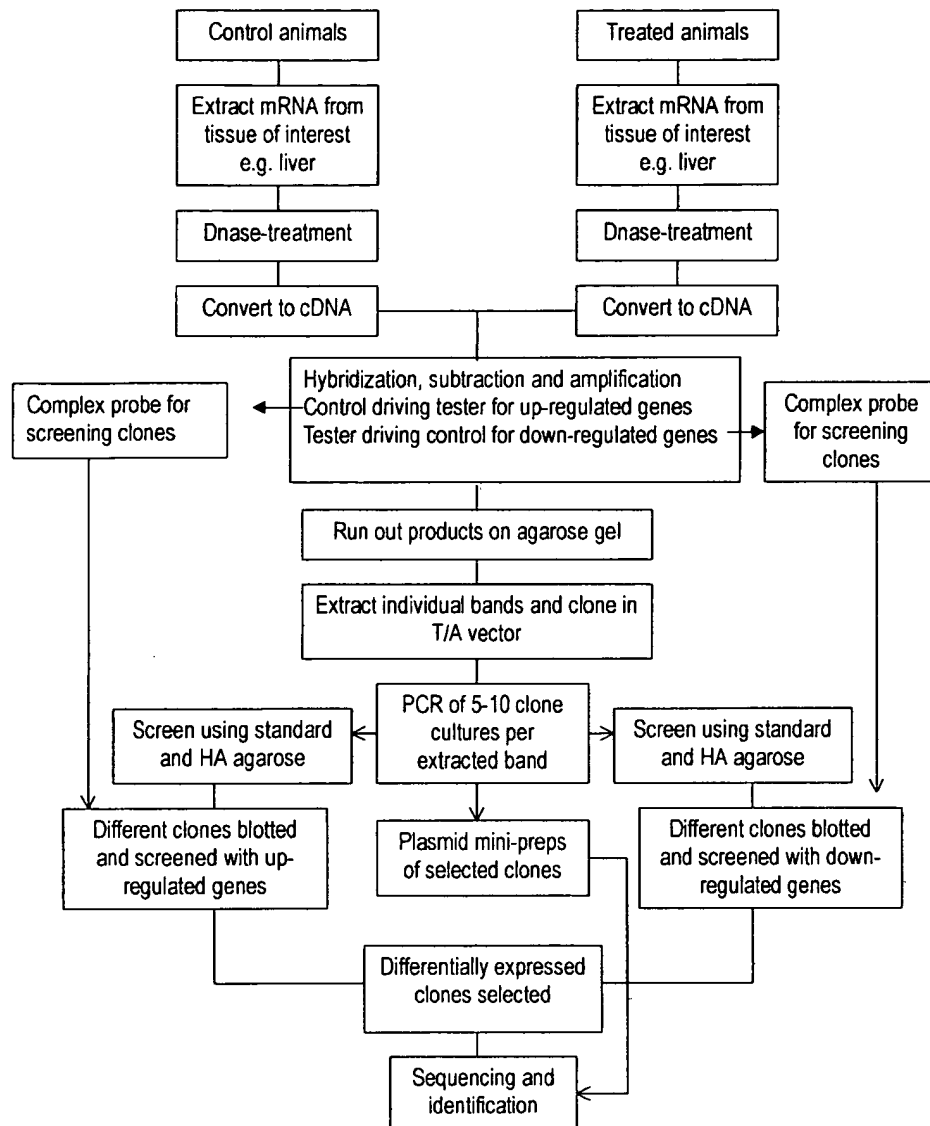 Control animals
Treated animals
Extract mRNA from
tissue of interest
e.g. liver
Extract mRNA from
tissue of interest
e.g. liver
Dnase-treatment
Dnase-treatment
Convert to cDNA
Convert to cDNA
Hybridization, subtraction and amplification
Control driving tester for up-regulated genes
Tester driving control for down-regulated genes
Complex probe for
screening clones
Complex probe
for screening
clones
Run out products on agarose gel
Extract individual bands and clone in
T/A vector
PCR of 5-10 clone
cultures per
extracted band
Screen using standard
and HA agarose
Screen using standard
and HA agarose
Different clones blotted
and screened with up-
regulated genes
Plasmid mini-preps
of selected clones
Different clones blotted
and screened with down-
regulated genes
Differentially expressed
clones selected
Sequencing and
identification